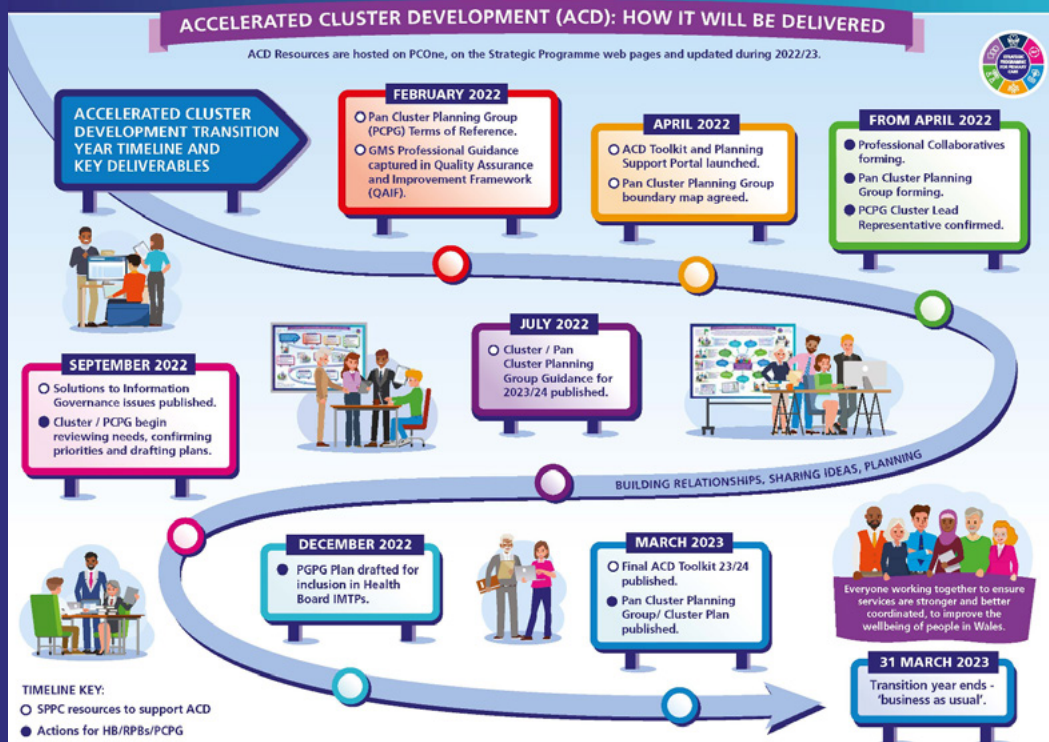 ACCELERATED CLUSTER DEVELOPMENT (ACD): HOW IT WILL BE DELIVERED
ACD Resources are hosted on PCOne, on the Strategic Programme web pages and updated during 2022/23.
STRATEGIC
PROGRAMME
FOR PRIMARY
CARE
ACCELERATED CLUSTER
DEVELOPMENT TRANSITION
YEAR TIMELINE AND
KEY DELIVERABLES
FEBRUARY 2022
Pan Cluster Planning Group
(PCPG) Terms of Reference.
GMS Professional Guidance
captured in Quality Assurance
and Improvement Framework
(QAIF).
APRIL 2022
ACD Toolkit and Planning
Support Portal launched.
Pan Cluster Planning Group
boundary map agreed.
FROM APRIL 2022
Professional Collaboratives
forming.
Pan Cluster Planning
Group forming.
PCPG Cluster Lead
Representative confirmed.
JULY 2022
Cluster / Pan
Cluster Planning
Group Guidance for
2023/24 published.
SEPTEMBER 2022
Solutions to Information
Governance issues published.
Cluster / PCPG begin
reviewing needs, confirming
priorities and drafting plans.
BUILDING RELATIONSHIPS, SHARING IDEAS, PLANNING
DECEMBER 2022
PGPG Plan drafted for
inclusion in Health
Board IMTPs.
MARCH 2023
Final ACD Toolkit 23/24
published.
Pan Cluster Planning
Group/ Cluster Plan
published.
Everyone working together to ensure
services are stronger and better
coordinated, to improve the
wellbeing of people in Wales.
31 MARCH 2023
Transition year ends -
'business as usual'.
TIMELINE KEY:
SPPC resources to support ACD
Actions for HB/RPBs/PCPG